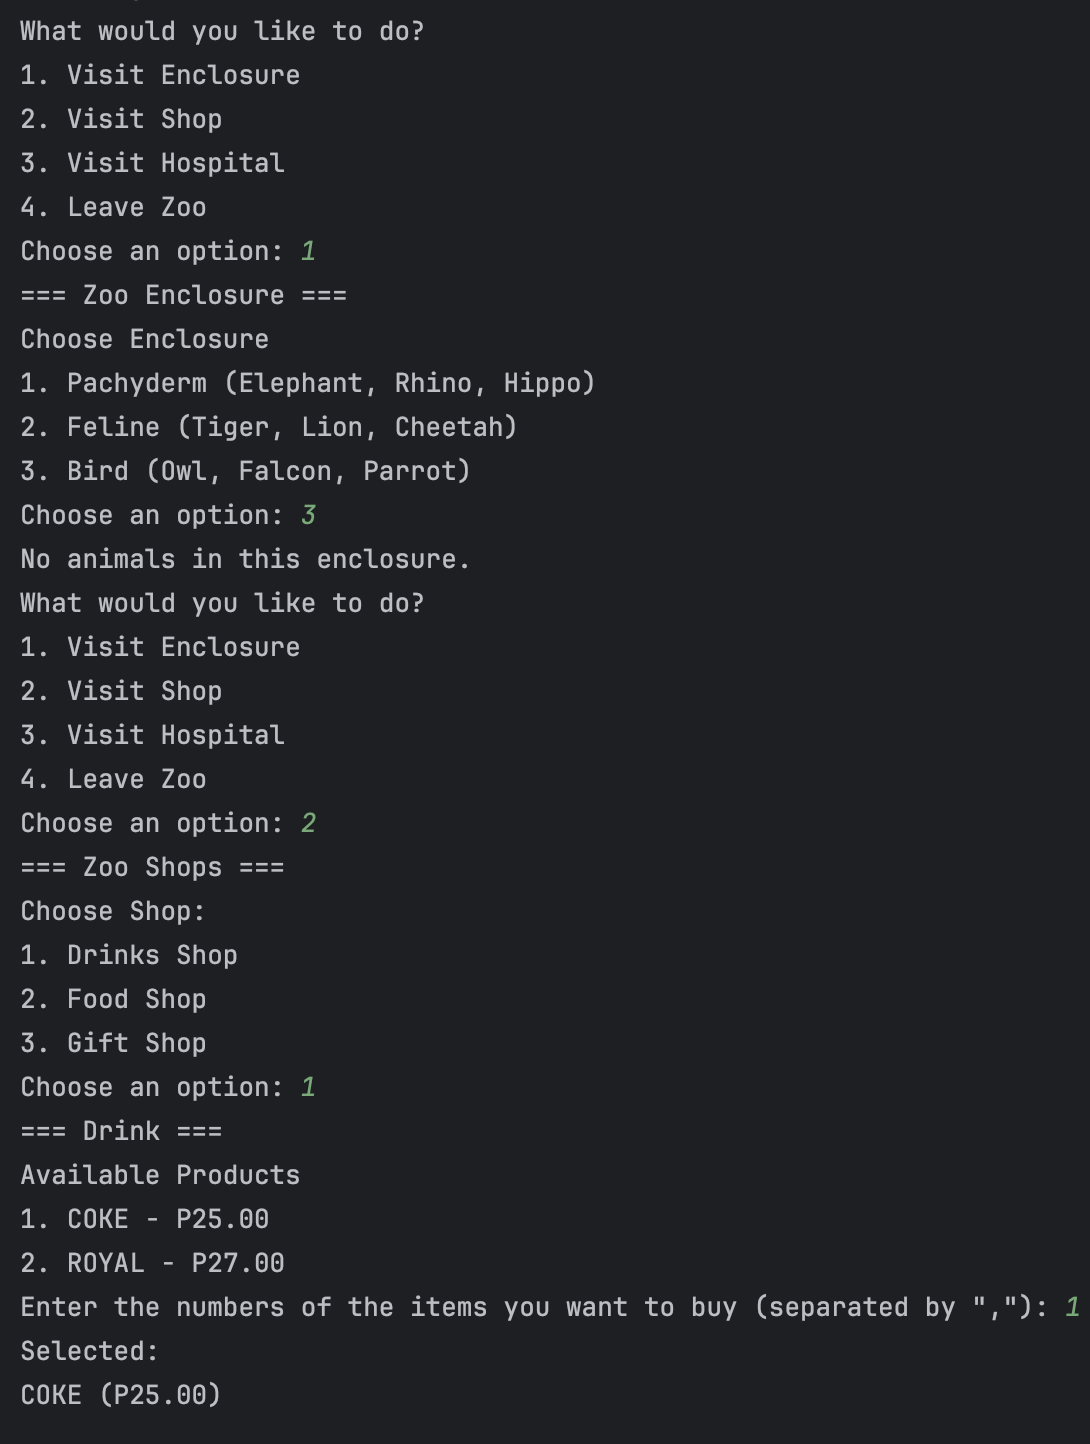 What would you like to do?
1. Visit Enclosure
2. Visit Shop
3. Visit Hospital
4. Leave Zoo
Choose an option: 1
=== Zoo Enclosure ===
Choose Enclosure
1. Pachyderm (Elephant, Rhino, Hippo)
2. Feline (Tiger, Lion, Cheetah)
3. Bird (Owl, Falcon, Parrot)
Choose an option: 3
No animals in this enclosure.
What would you like to do?
1. Visit Enclosure
2. Visit Shop
3. Visit Hospital
4. Leave Zoo
Choose an option: 2
=== Zoo Shops ===
Choose Shop:
1. Drinks Shop
2. Food Shop
3. Gift Shop
Choose an option: 1
=== Drink ===
Available Products
1. COKE - P25.00
2. ROYAL - P27.00
Enter the numbers of the items you want to buy (separated by ","): 1
Selected:
COKE (P25.00)